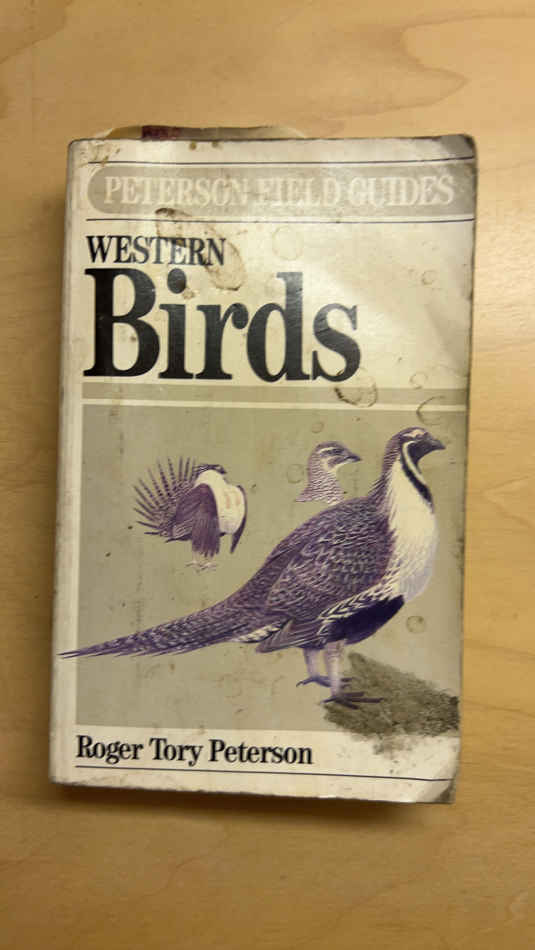 PETERSON FIELD GUIDES
WESTERN
Birds
Roger Tory Peterson